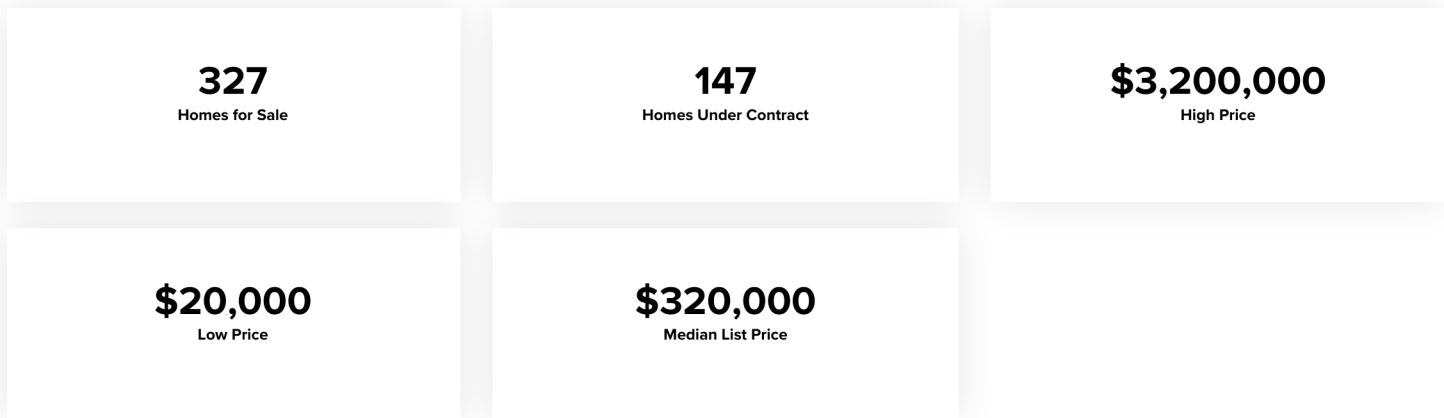 327
Homes for Sale
147
Homes Under Contract
$3,200,000
High Price
$20,000
Low Price
$320,000
Median List Price